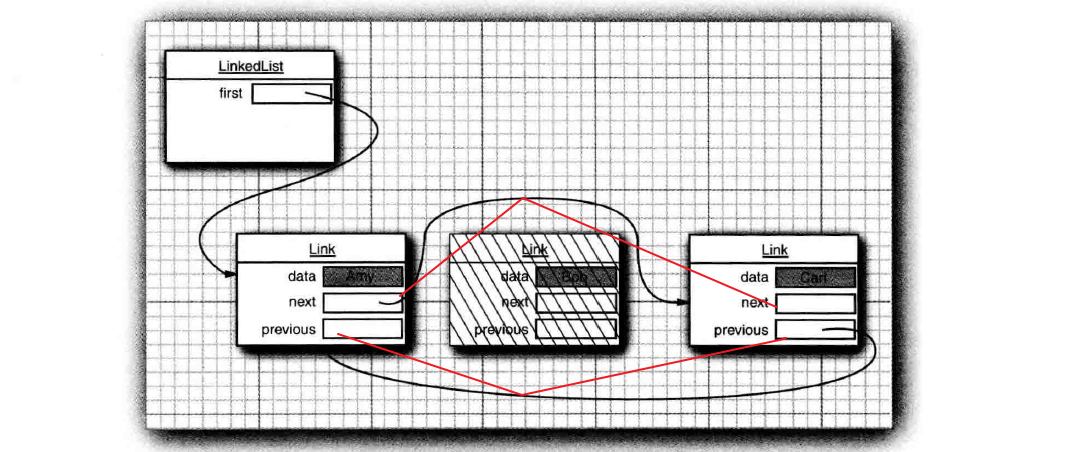 LinkedList
first
Link
data Amy
next
previous
Link
data Bob
next
previous
Link
data Carl
next
previous